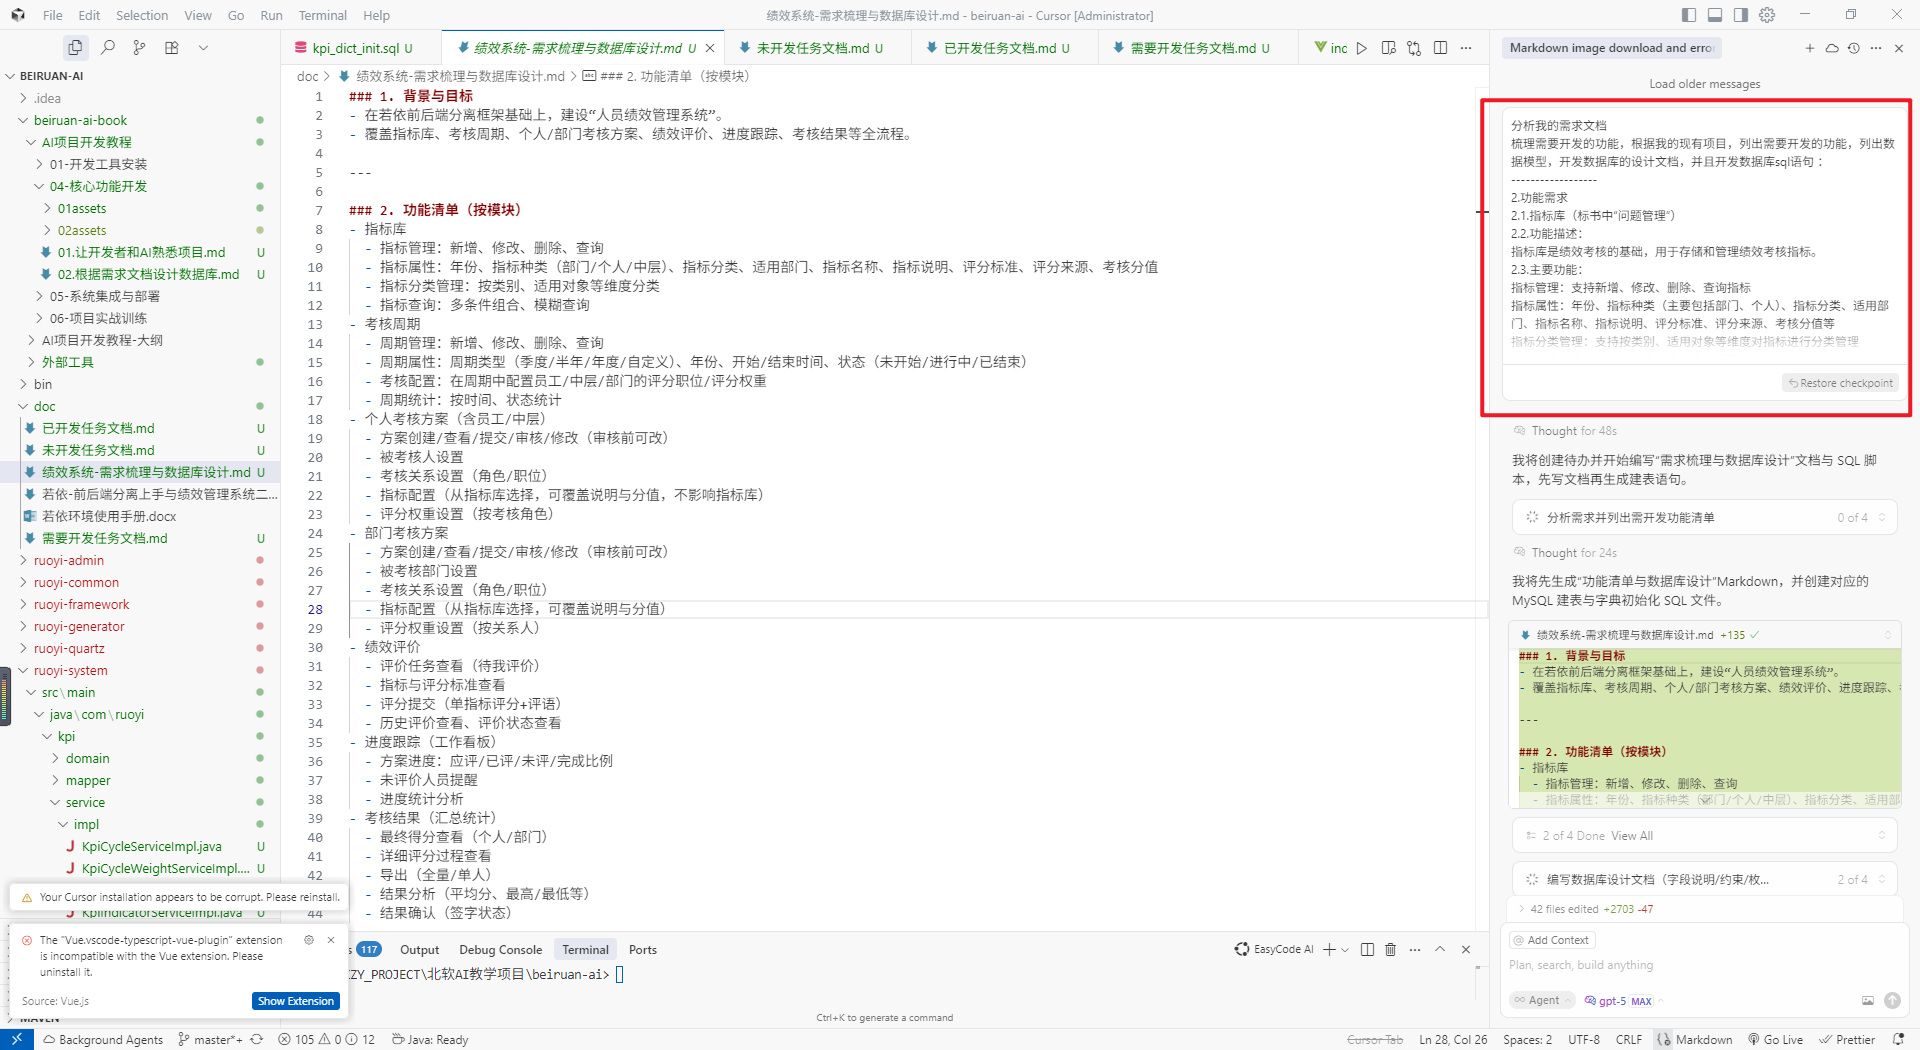 File Edit Selection View Go Run Terminal Help
绩效系统-需求梳理与数据库设计.md - beiruan-ai - Cursor [Administrator]
BEIRUAN-AI
.idea
beiruan-ai-book
AI项目开发教程
01-开发工具安装
04-核心功能开发
01assets
02assets
01.让开发者和AI熟悉项目.md U
02.根据需求文档设计数据库.md U
05-系统集成与部署
06-项目实战训练
AI项目开发教程-大纲
外部工具
bin
doc
已开发任务文档.md U
未开发任务文档.md U
绩效系统-需求梳理与数据库设计.md U
若依-前后端分离上手与绩效管理系统二...
若依环境使用手册.docx
需要开发任务文档.md U
ruoyi-admin
ruoyi-common
ruoyi-framework
ruoyi-generator
ruoyi-quartz
ruoyi-system
src\main
java\com\ruoyi
kpi
domain
mapper
service
impl
KpiCycleServiceImpl.java U
KpiCycleWeightServiceImpl.... U
KpiIndicatorServiceImpl.java U
Your Cursor installation appears to be corrupt. Please reinstall.
The "Vue.vscode-typescript-vue-plugin" extension
is incompatible with the Vue extension. Please
uninstall it.
Source: Vue.js
Show Extension
MAVEN
kpi_dict_init.sql U
绩效系统-需求梳理与数据库设计.md U
未开发任务文档.md U
已开发任务文档.md U
需要开发任务文档.md U
inc
doc > 绩效系统-需求梳理与数据库设计.md > ### 2. 功能清单（按模块）
1 ### 1. 背景与目标
2 - 在若依前后端分离框架基础上，建设“人员绩效管理系统”。
3 - 覆盖指标库、考核周期、个人/部门考核方案、绩效评价、进度跟踪、考核结果等全流程。
4
5 ---
6
7 ### 2. 功能清单（按模块）
8 - 指标库
9 - 指标管理：新增、修改、删除、查询
10 - 指标属性：年份、指标种类（部门/个人/中层）、指标分类、适用部门、指标名称、指标说明、评分标准、评分来源、考核分值
11 - 指标分类管理：按类别、适用对象等维度分类
12 - 指标查询：多条件组合、模糊查询
13 - 考核周期
14 - 周期管理：新增、修改、删除、查询
15 - 周期属性：周期类型（季度/半年/年度/自定义）、年份、开始/结束时间、状态（未开始/进行中/已结束）
16 - 考核配置：在周期中配置员工/中层/部门的评分职位/评分权重
17 - 周期统计：按时间、状态统计
18 - 个人考核方案（含员工/中层）
19 - 方案创建/查看/提交/审核/修改（审核前可改）
20 - 被考核人设置
21 - 考核关系设置（角色/职位）
22 - 指标配置（从指标库选择，可覆盖说明与分值，不影响指标库）
23 - 评分权重设置（按考核角色）
24 - 部门考核方案
25 - 方案创建/查看/提交/审核/修改（审核前可改）
26 - 被考核部门设置
27 - 考核关系设置（角色/职位）
28 - 指标配置（从指标库选择，可覆盖说明与分值）
29 - 评分权重设置（按关系人）
30 - 绩效评价
31 - 评价任务查看（待我评价）
32 - 指标与评分标准查看
33 - 评分提交（单指标评分+评语）
34 - 历史评价查看、评价状态查看
35 - 进度跟踪（工作看板）
36 - 方案进度：应评/已评/未评/完成比例
37 - 未评价人员提醒
38 - 进度统计分析
39 - 考核结果（汇总统计）
40 - 最终得分查看（个人/部门）
41 - 详细评分过程查看
42 - 导出（全量/单人）
43 - 结果分析（平均分、最高/最低等）
44 - 结果确认（签字状态）
s 117 Output Debug Console Terminal Ports
EasyCode AI
ZY_PROJECT\北软AI教学项目\beiruan-ai>
Ctrl+K to generate a command
Markdown image download and erro
Load older messages
分析我的需求文档
梳理需要开发的功能，根据我的现有项目，列出需要开发的功能，列出数
据模型，开发数据库的设计文档，并且开发数据库sql语句 ：
------------------
2.功能需求
2.1.指标库（标书中“问题管理”）
2.2.功能描述：
指标库是绩效考核的基础，用于存储和管理绩效考核指标。
2.3.主要功能：
指标管理：支持新增、修改、删除、查询指标
指标属性：年份、指标种类（主要包括部门、个人）、指标分类、适用部
门、指标名称、指标说明、评分标准、评分来源、考核分值等
指标分类管理：支持按类别、适用对象等维度对指标进行分类管理
Restore checkpoint
Thought for 48s
我将创建待办并开始编写“需求梳理与数据库设计”文档与 SQL 脚
本，先写文档再生成建表语句。
分析需求并列出需开发功能清单 0 of 4
Thought for 24s
我将先生成“功能清单与数据库设计”Markdown，并创建对应的
MySQL 建表与字典初始化 SQL 文件。
绩效系统-需求梳理与数据库设计.md +135
### 1. 背景与目标
- 在若依前后端分离框架基础上，建设“人员绩效管理系统”。
- 覆盖指标库、考核周期、个人/部门考核方案、绩效评价、进度跟踪、
---
### 2. 功能清单（按模块）
- 指标库
- 指标管理：新增、修改、删除、查询
- 指标属性：年份、指标种类（部门/个人/中层）、指标分类、适用部
2 of 4 Done View All
编写数据库设计文档（字段说明/约束/枚... 2 of 4
42 files edited +2703 -47
@ Add Context
Plan, search, build anything
Agent gpt-5 MAX
Background Agents master*+ 105 0 12 Java: Ready
Cursor Tab Ln 28, Col 26 Spaces: 2 UTF-8 CRLF Markdown Go Live Prettier